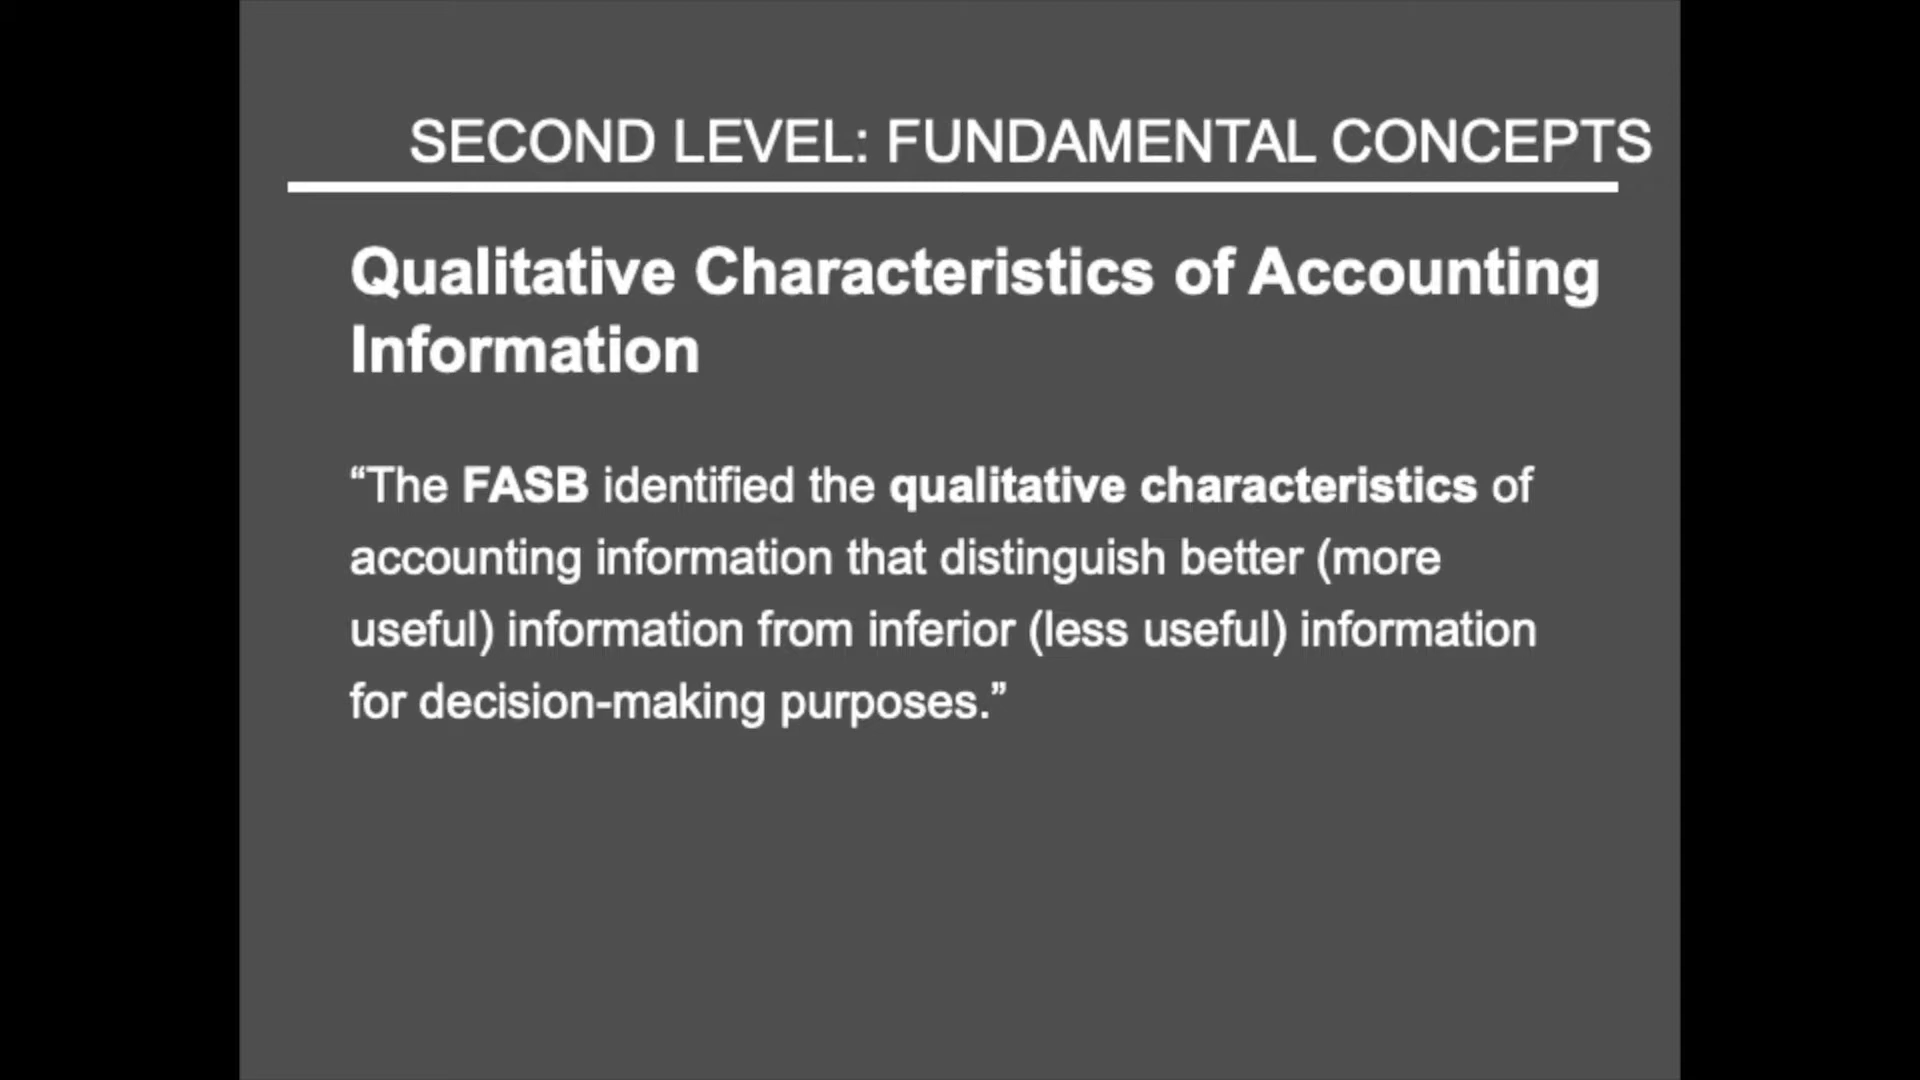 SECOND LEVEL: FUNDAMENTAL CONCEPTS
Qualitative Characteristics of Accounting
Information
“The FASB identified the qualitative characteristics of
accounting information that distinguish better (more
useful) information from inferior (less useful) information
for decision-making purposes.”